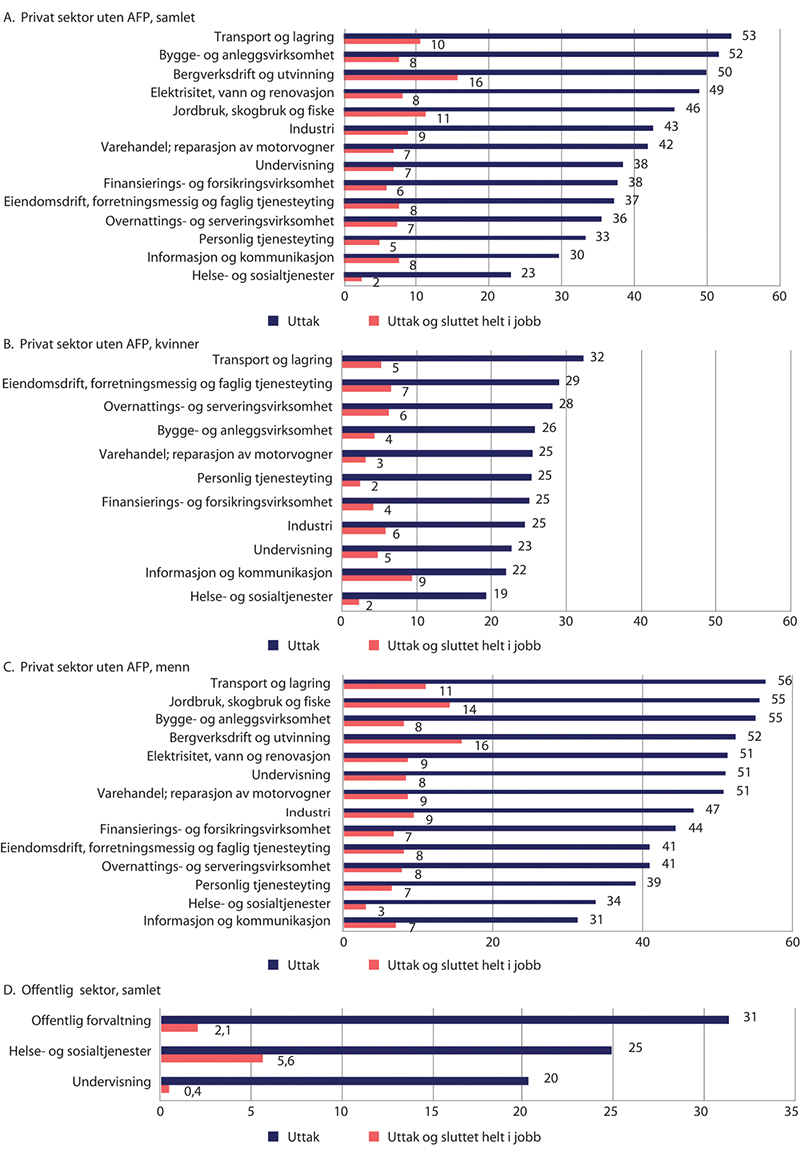 A. Privat sektor uten AFP, samlet
Transport og lagring 53
10
Bygge- og anleggsvirksomhet 52
8
Bergverksdrift og utvinning 50
16
Elektrisitet, vann og renovasjon 49
8
Jordbruk, skogbruk og fiske 46
11
Industri 43
9
Varehandel; reparasjon av motorvogner 42
7
Undervisning 38
7
Finansierings- og forsikringsvirksomhet 38
6
Eiendomsdrift, forretningsmessig og faglig tjenesteyting 37
8
Overnattings- og serveringsvirksomhet 36
7
Personlig tjenesteyting 33
5
Informasjon og kommunikasjon 30
8
Helse- og sosialtjenester 23
2
0 10 20 30 40 50 60
Uttak Uttak og sluttet helt i jobb
B. Privat sektor uten AFP, kvinner
Transport og lagring 32
5
Eiendomsdrift, forretningsmessig og faglig tjenesteyting 29
7
Overnattings- og serveringsvirksomhet 28
6
Bygge- og anleggsvirksomhet 26
4
Varehandel; reparasjon av motorvogner 25
3
Personlig tjenesteyting 25
2
Finansierings- og forsikringsvirksomhet 25
4
Industri 25
6
Undervisning 23
5
Informasjon og kommunikasjon 22
9
Helse- og sosialtjenester 19
2
0 10 20 30 40 50 60
Uttak Uttak og sluttet helt i jobb
C. Privat sektor uten AFP, menn
Transport og lagring 56
11
Jordbruk, skogbruk og fiske 55
14
Bygge- og anleggsvirksomhet 55
8
Bergverksdrift og utvinning 52
16
Elektrisitet, vann og renovasjon 51
9
Undervisning 51
8
Varehandel; reparasjon av motorvogner 51
9
Industri 47
9
Finansierings- og forsikringsvirksomhet 44
7
Eiendomsdrift, forretningsmessig og faglig tjenesteyting 41
8
Overnattings- og serveringsvirksomhet 41
8
Personlig tjenesteyting 39
7
Helse- og sosialtjenester 34
3
Informasjon og kommunikasjon 31
7
0 20 40 60
Uttak Uttak og sluttet helt i jobb
D. Offentlig sektor, samlet
Offentlig forvaltning 31
2,1
Helse- og sosialtjenester 25
5,6
Undervisning 20
0,4
0 5 10 15 20 25 30 35
Uttak Uttak og sluttet helt i jobb